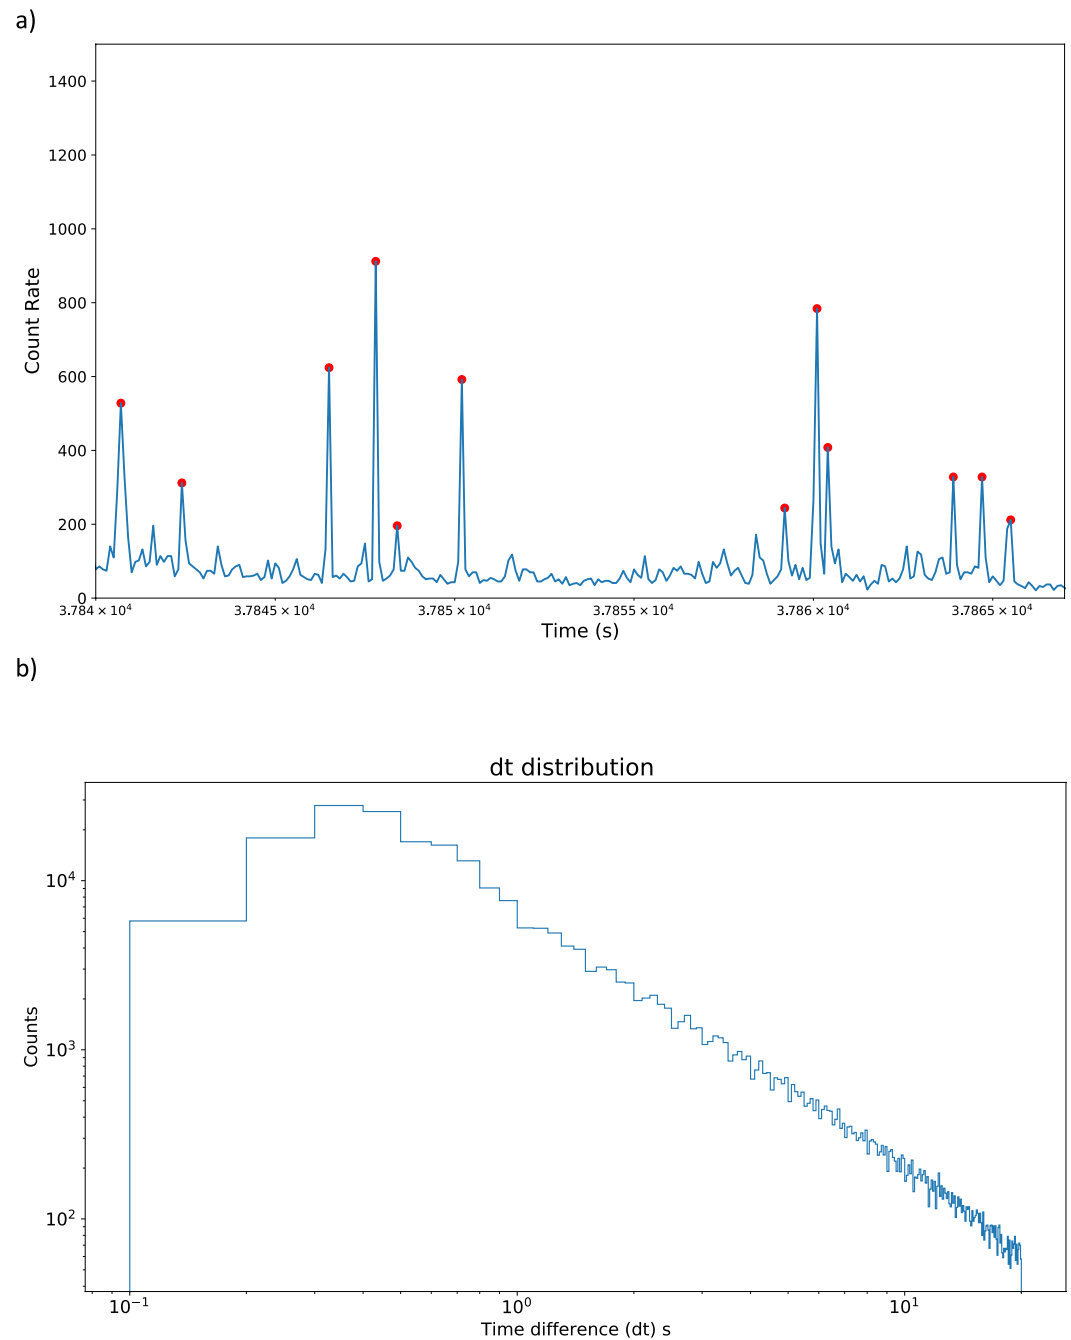 a)
1400
1200
1000
800
600
400
200
0
Count Rate
3.784 × 10⁴ 3.7845 × 10⁴ 3.785 × 10⁴ 3.7855 × 10⁴ 3.786 × 10⁴ 3.7865 × 10⁴
Time (s)
b)
dt distribution
10⁴
10³
10²
Counts
10⁻¹ 10⁰ 10¹
Time difference (dt) s